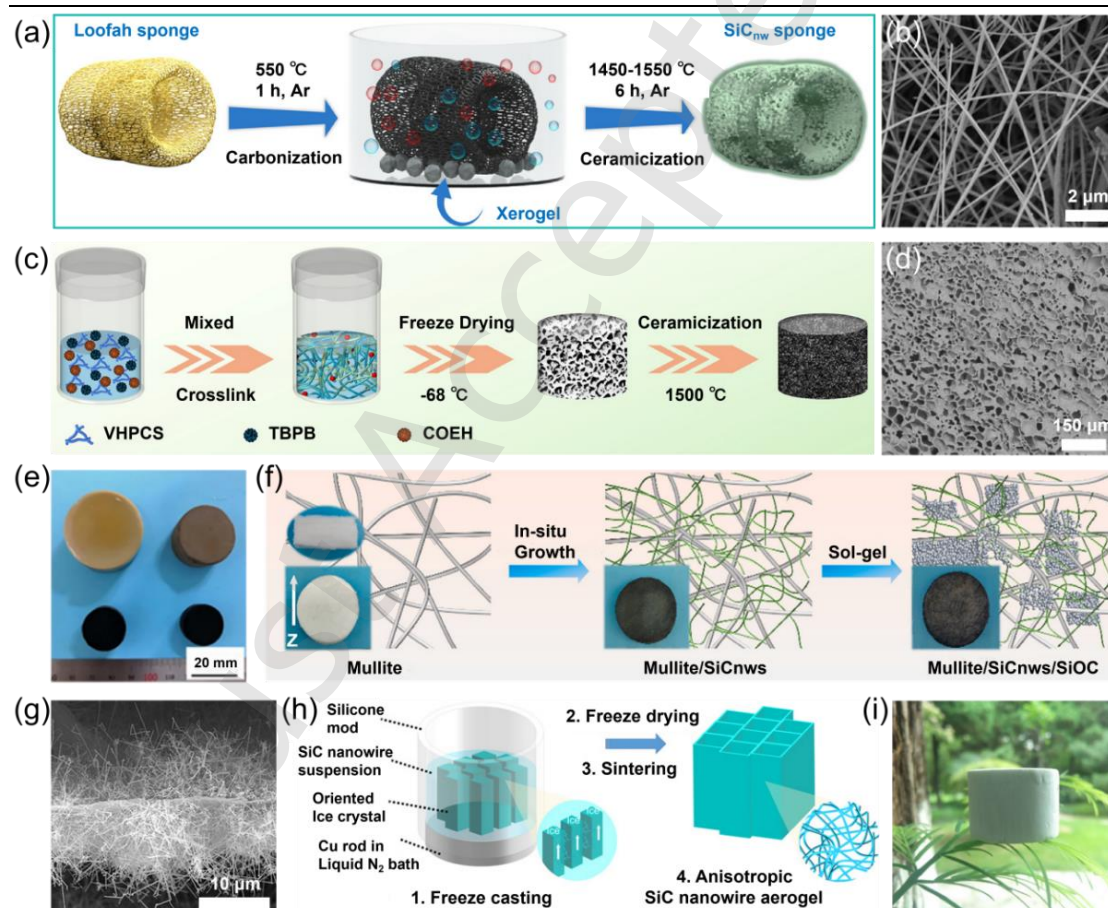 (a)
Loofah sponge
550 ℃
1 h, Ar
Carbonization
Xerogel
1450-1550 ℃
6 h, Ar
Ceramicization
SiCnw sponge
(b)
2 μm
(c)
Mixed
Crosslink
Freeze Drying
-68 ℃
Ceramicization
1500 ℃
VHPCS
TBPB
COEH
(d)
150 μm
(e)
20 mm
(f)
Z
Mullite
In-situ
Growth
Mullite/SiCnws
Sol-gel
Mullite/SiCnws/SiOC
(g)
10 μm
(h)
Silicone
mod
SiC nanowire
suspension
Oriented
Ice crystal
Cu rod in
Liquid N2 bath
1. Freeze casting
Ice
Ice
Ice
2. Freeze drying
3. Sintering
4. Anisotropic
SiC nanowire aerogel
(i)